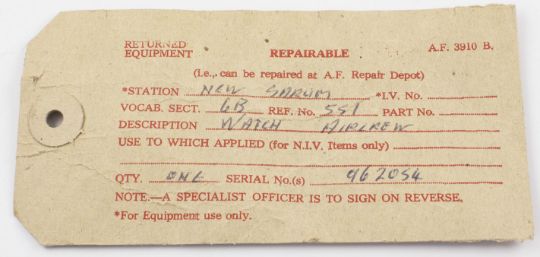 RETURNED
EQUIPMENT REPAIRABLE A.F. 3910 B.
(i.e., can be repaired at A.F. Repair Depot)
*STATION NEW SARUM *I.V. No.
VOCAB. SECT. 6B REF. No. 551 PART No.
DESCRIPTION WATCH AIRCREW
USE TO WHICH APPLIED (for N.I.V. Items only)
QTY. ONE SERIAL No.(s) 962054
NOTE.—A SPECIALIST OFFICER IS TO SIGN ON REVERSE.
*For Equipment use only.